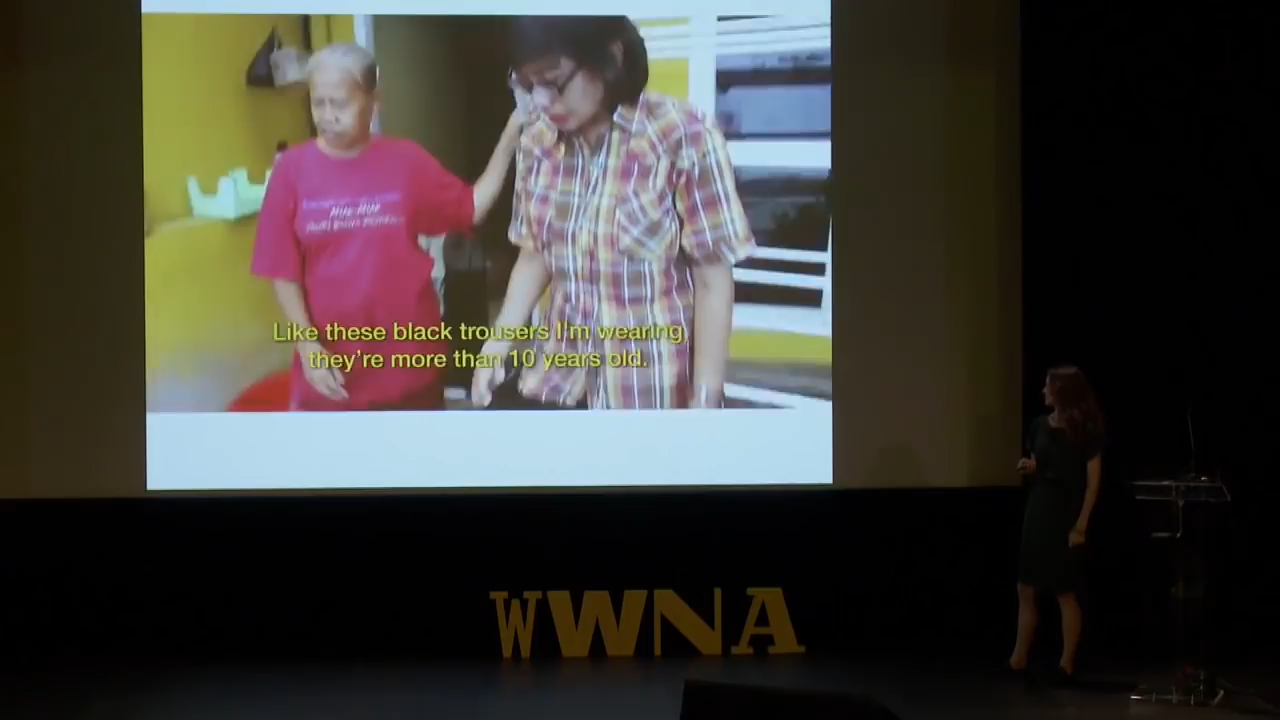 Like these black trousers I'm wearing,
they're more than 10 years old.
WWNA